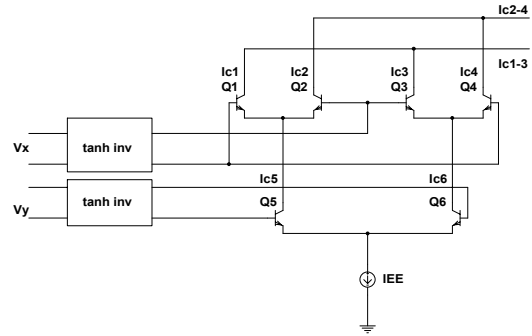 Ic2-4
Ic1-3
Ic1 Ic2 Ic3 Ic4
Q1 Q2 Q3 Q4
Vx tanh inv
Ic5 Ic6
Vy tanh inv Q5 Q6
IEE